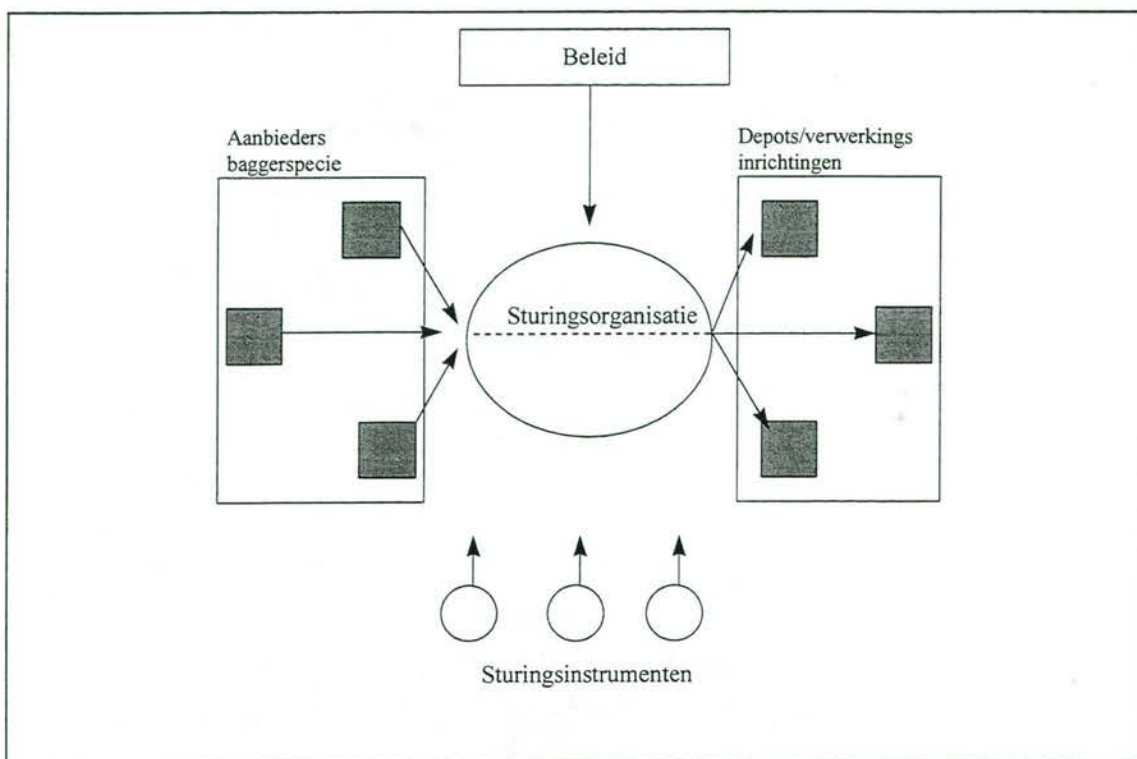 Beleid
Aanbieders
baggerspecie
Depots/verwerkings
inrichtingen
Sturingsorganisatie
Sturingsinstrumenten